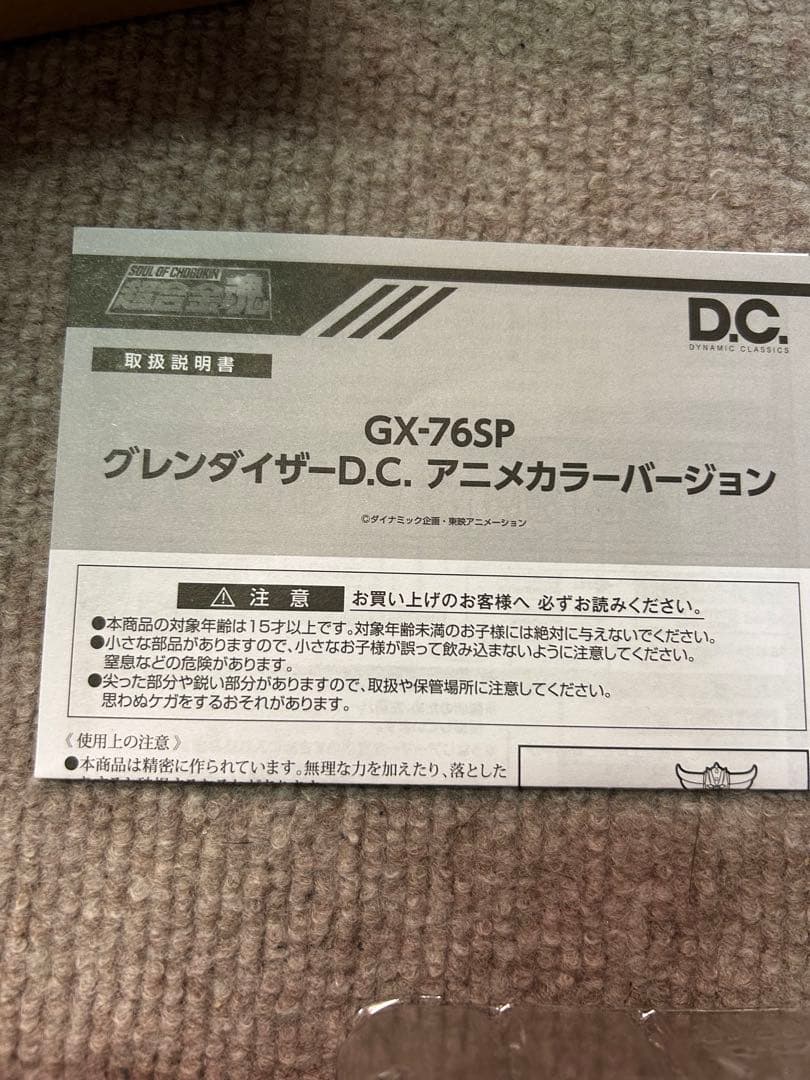 SOUL OF CHOGOKIN
超合金魂
D.C.
DYNAMIC CLASSICS
取扱説明書
GX-76SP
グレンダイザーD.C. アニメカラーバージョン
©ダイナミック企画・東映アニメーション
⚠ 注 意 お買い上げのお客様へ 必ずお読みください。
●本商品の対象年齢は15才以上です。対象年齢未満のお子様には絶対に与えないでください。
●小さな部品がありますので、小さなお子様が誤って飲み込まないように注意してください。
窒息などの危険があります。
●尖った部分や鋭い部分がありますので、取扱や保管場所に注意してください。
思わぬケガをするおそれがあります。
《 使用上の注意 》
●本商品は精密に作られています。無理な力を加えたり、落とした